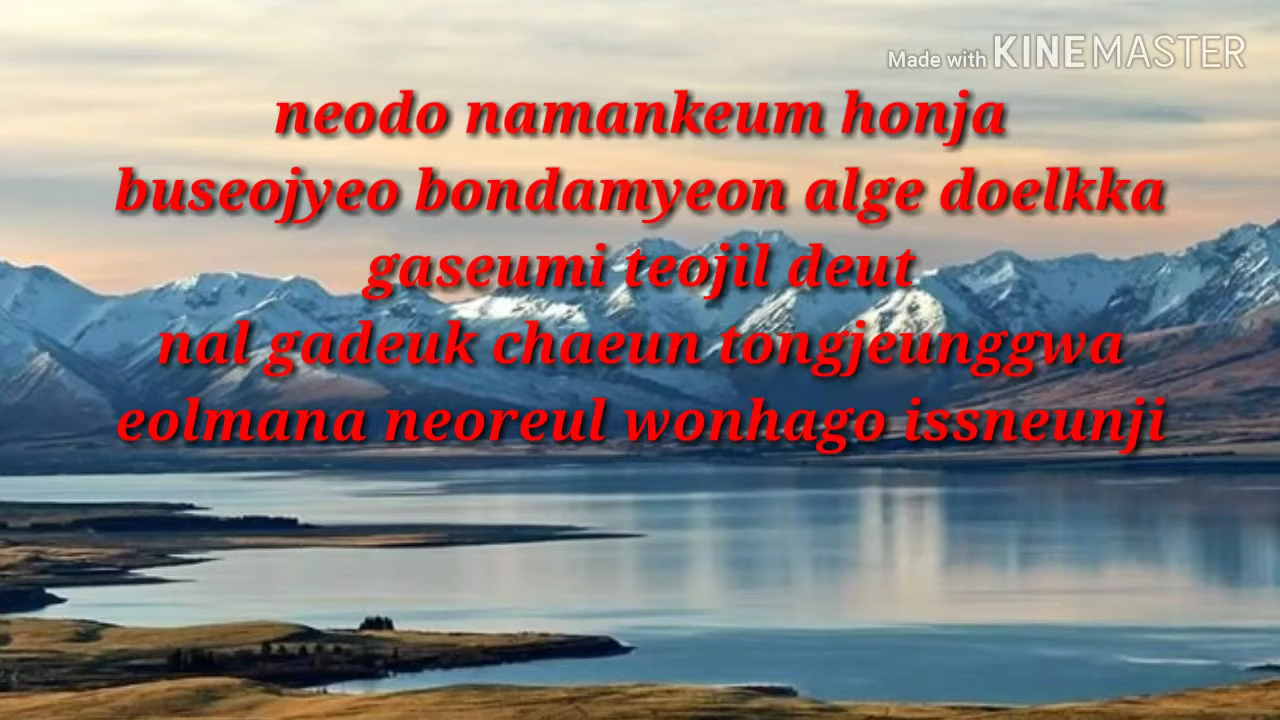 Made with KINEMASTER
neodo namankeum honja
buseojyeo bondamyeon alge doelkka
gaseumi teojil deut
nal gadeuk chaeun tongjeunggwa
eolmana neoreul wonhago issneunji